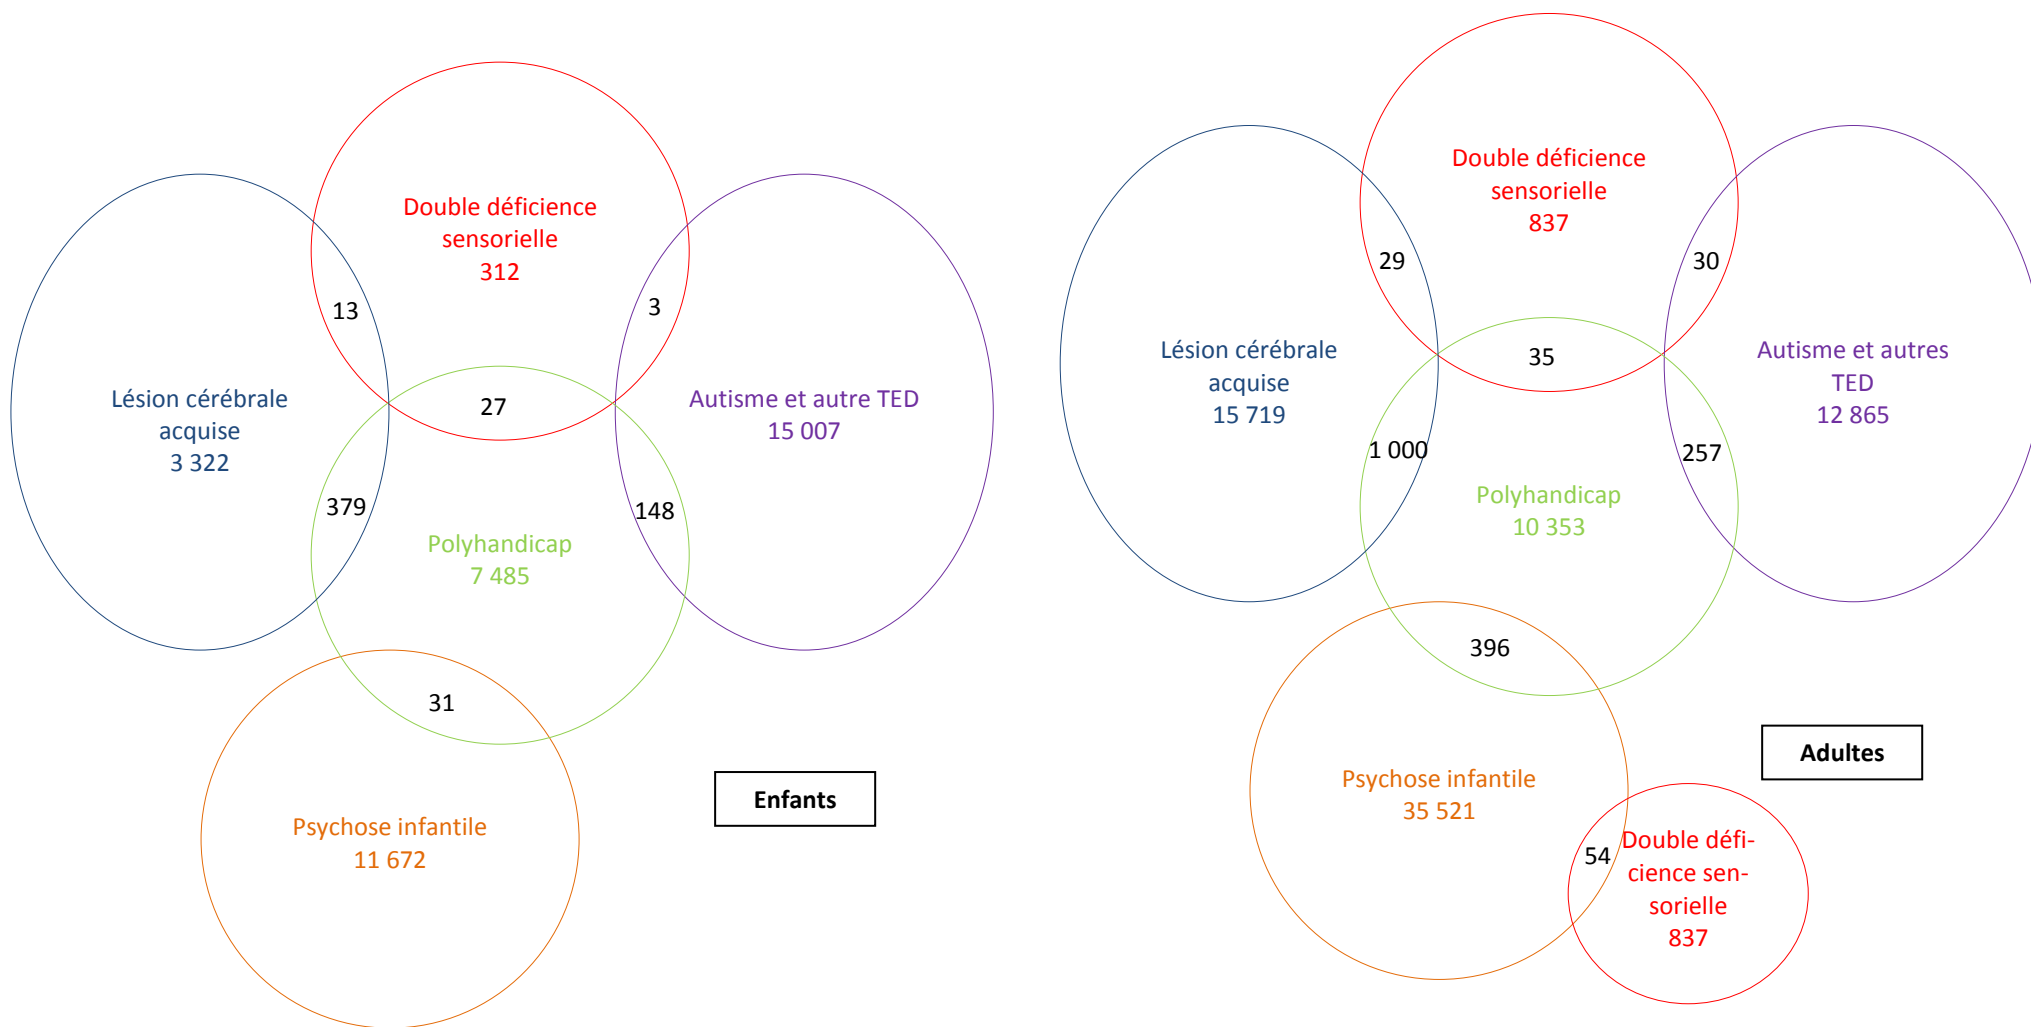 Double déficience
sensorielle
312
13
3
Lésion cérébrale
acquise
3 322
27
Autisme et autre TED
15 007
379
148
Polyhandicap
7 485
31
Psychose infantile
11 672
Enfants
Double déficience
sensorielle
837
29
30
Lésion cérébrale
acquise
15 719
35
Autisme et autres
TED
12 865
1 000
257
Polyhandicap
10 353
396
Adultes
Psychose infantile
35 521
54
Double défi-
cience sen-
sorielle
837